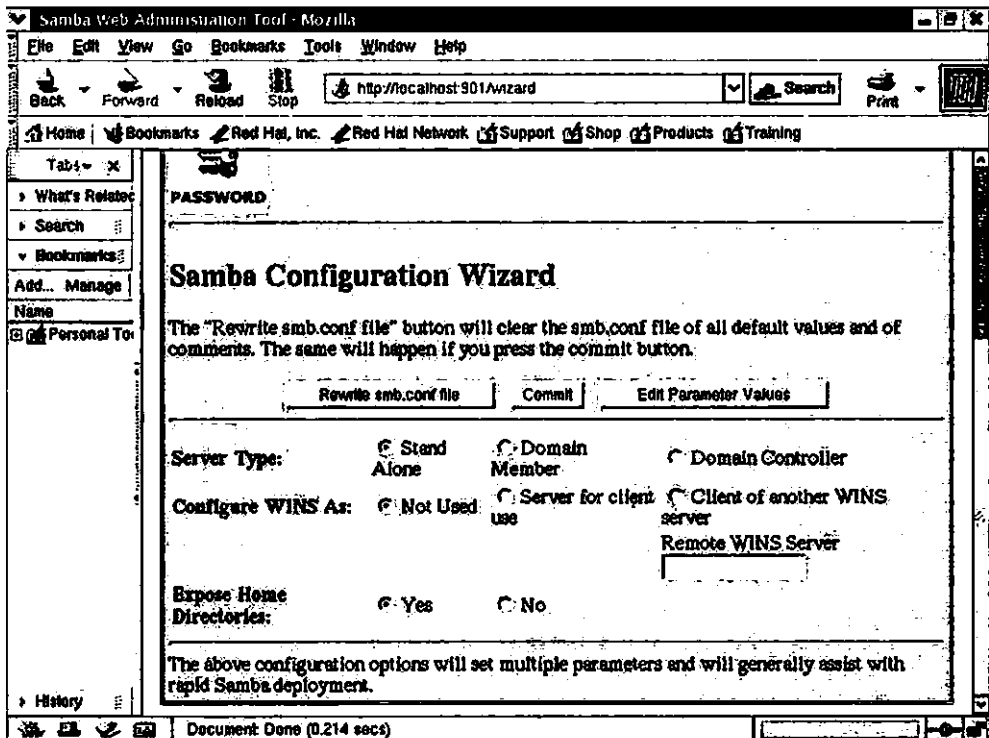 Samba Web Administration Tool - Mozilla
File Edit View Go Bookmarks Tools Window Help
Back Forward Reload Stop http://localhost:901/wizard Search Print
Home Bookmarks Red Hat, Inc. Red Hat Network Support Shop Products Training
Tabs
What's Related
Search
Bookmarks
Add... Manage
Name
Personal Too
History
PASSWORD
Samba Configuration Wizard
The "Rewrite smb.conf file" button will clear the smb.conf file of all default values and of
comments. The same will happen if you press the commit button.
Rewrite smb.conf file Commit Edit Parameter Values
Server Type: Stand Alone Domain Member Domain Controller
Configure WINS As: Not Used Server for client use Client of another WINS server
Remote WINS Server
Expose Home Directories: Yes No
The above configuration options will set multiple parameters and will generally assist with
rapid Samba deployment.
Document: Done (0.214 secs)